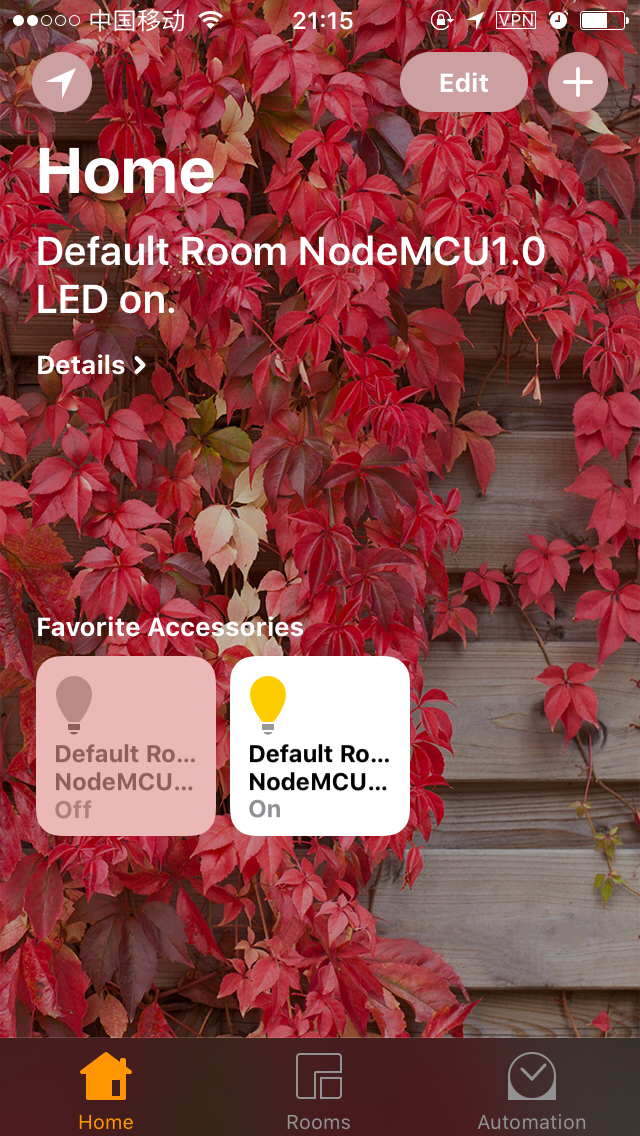 中国移动
21:15
VPN
Edit
Home
Default Room NodeMCU1.0
LED on.
Details
Favorite Accessories
Default Ro...
NodeMCU...
Off
Default Ro...
NodeMCU...
On
Home
Rooms
Automation